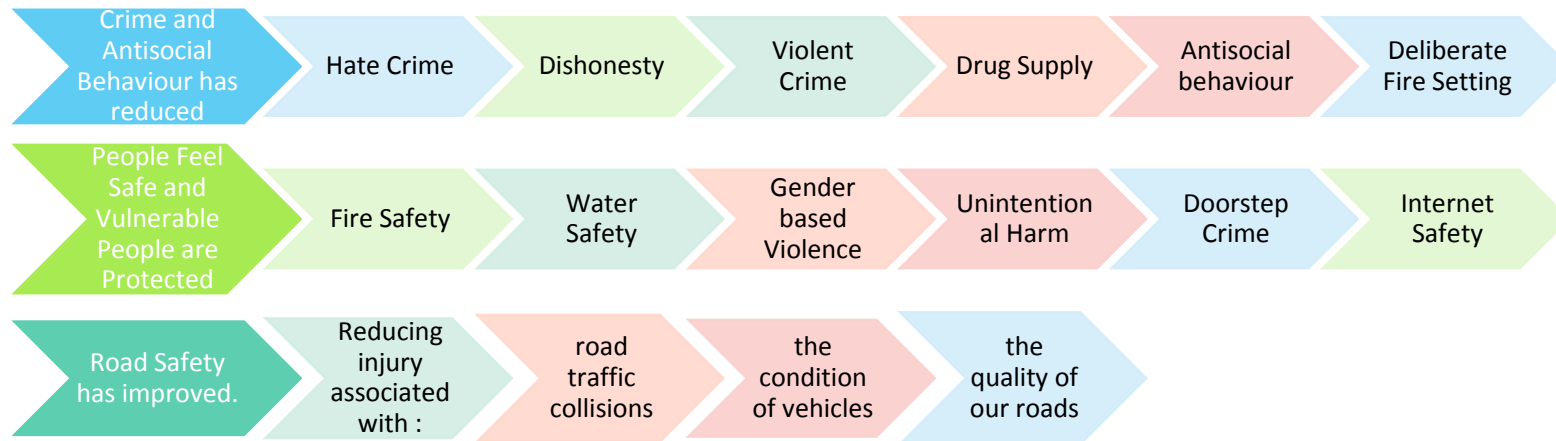 Crime and
Antisocial
Behaviour has
reduced
Hate Crime
Dishonesty
Violent
Crime
Drug Supply
Antisocial
behaviour
Deliberate
Fire Setting
People Feel
Safe and
Vulnerable
People are
Protected
Fire Safety
Water
Safety
Gender
based
Violence
Unintention
al Harm
Doorstep
Crime
Internet
Safety
Road Safety
has improved.
Reducing
injury
associated
with :
road
traffic
collisions
the
condition
of vehicles
the
quality of
our roads